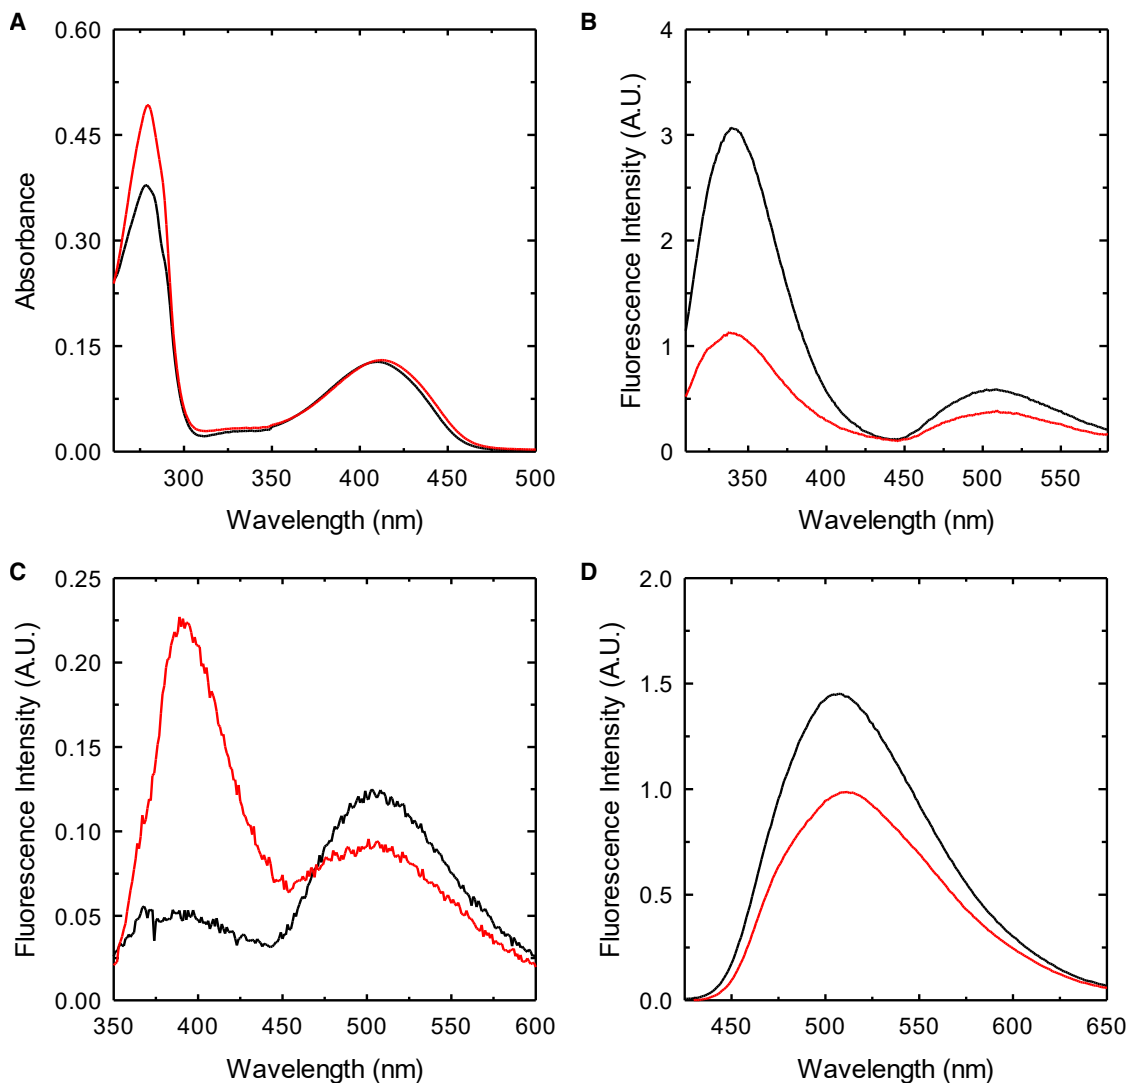 A
0.60
0.45
0.30
0.15
0.00
Absorbance
300 350 400 450 500
Wavelength (nm)
B
4
3
2
1
0
Fluorescence Intensity (A.U.)
350 400 450 500 550
Wavelength (nm)
C
0.25
0.20
0.15
0.10
0.05
0.00
Fluorescence Intensity (A.U.)
350 400 450 500 550 600
Wavelength (nm)
D
2.0
1.5
1.0
0.5
0.0
Fluorescence Intensity (A.U.)
450 500 550 600 650
Wavelength (nm)